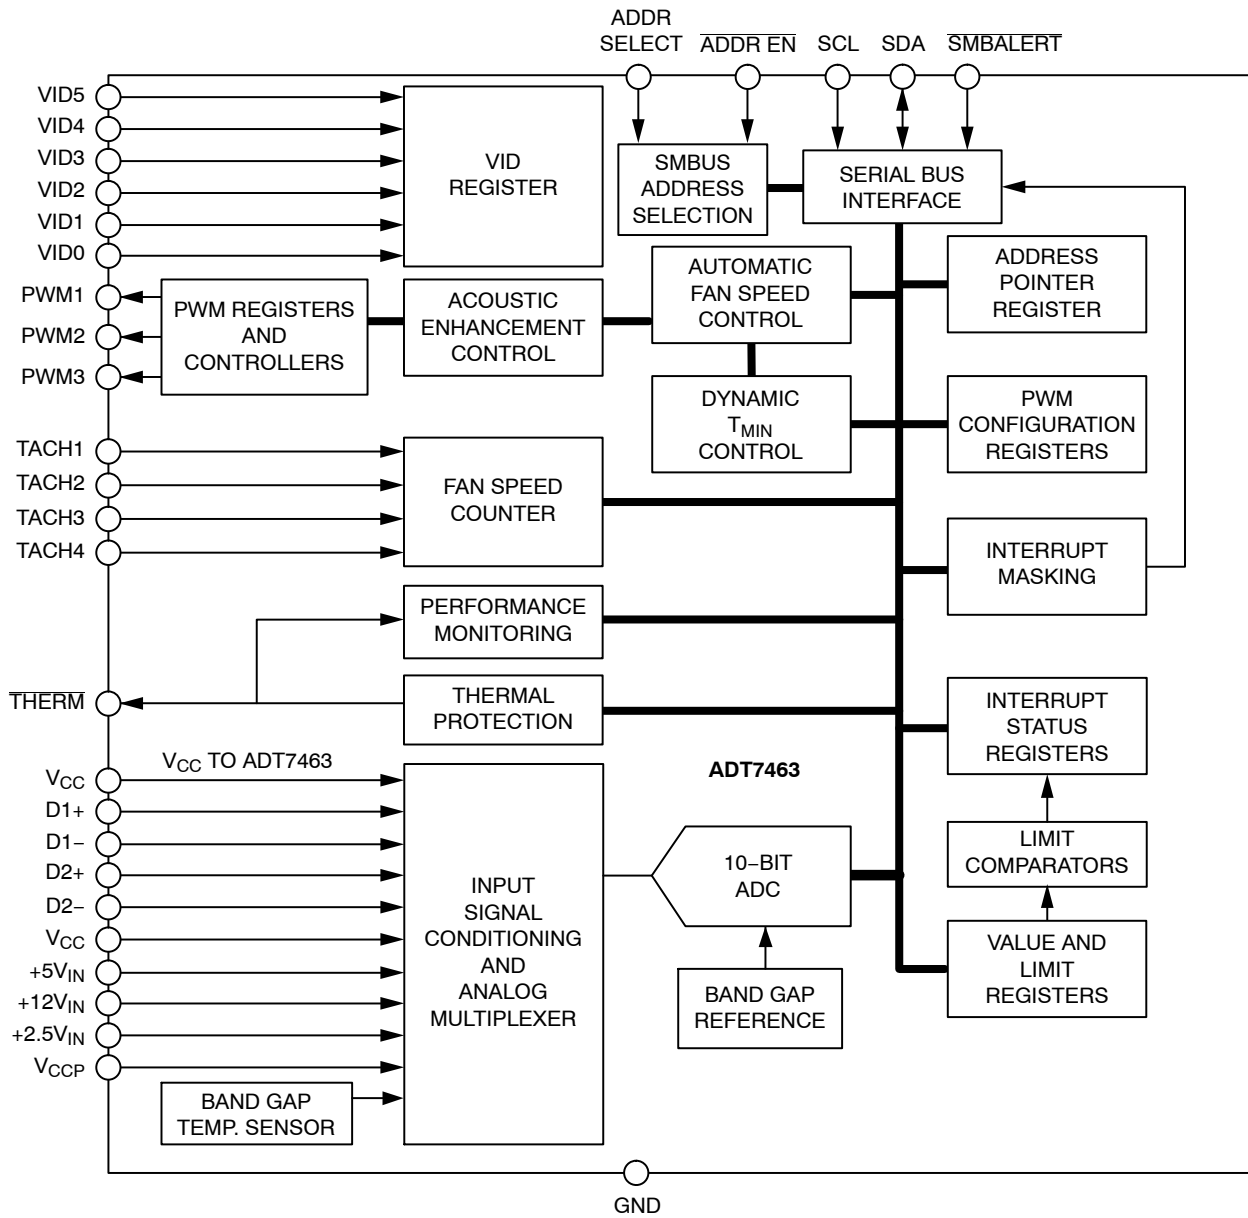 ADDR
SELECT
ADDR EN
SCL
SDA
SMBALERT
VID5
VID4
VID3
VID2
VID1
VID0
VID
REGISTER
SMBUS
ADDRESS
SELECTION
SERIAL BUS
INTERFACE
PWM1
PWM2
PWM3
PWM REGISTERS
AND
CONTROLLERS
ACOUSTIC
ENHANCEMENT
CONTROL
AUTOMATIC
FAN SPEED
CONTROL
ADDRESS
POINTER
REGISTER
DYNAMIC
TMIN
CONTROL
PWM
CONFIGURATION
REGISTERS
TACH1
TACH2
TACH3
TACH4
FAN SPEED
COUNTER
INTERRUPT
MASKING
PERFORMANCE
MONITORING
THERM
THERMAL
PROTECTION
INTERRUPT
STATUS
REGISTERS
VCC
VCC TO ADT7463
ADT7463
D1+
D1−
D2+
D2−
VCC
+5VIN
+12VIN
+2.5VIN
VCCP
INPUT
SIGNAL
CONDITIONING
AND
ANALOG
MULTIPLEXER
10−BIT
ADC
LIMIT
COMPARATORS
BAND GAP
REFERENCE
VALUE AND
LIMIT
REGISTERS
BAND GAP
TEMP. SENSOR
GND